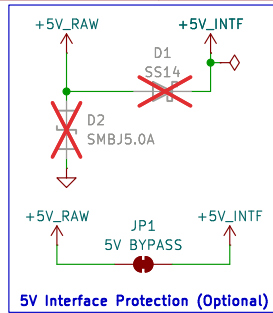 +5V_RAW
+5V_INTF
D1
SS14
D2
SMBJ5.0A
+5V_RAW
+5V_INTF
JP1
5V BYPASS
5V Interface Protection (Optional)